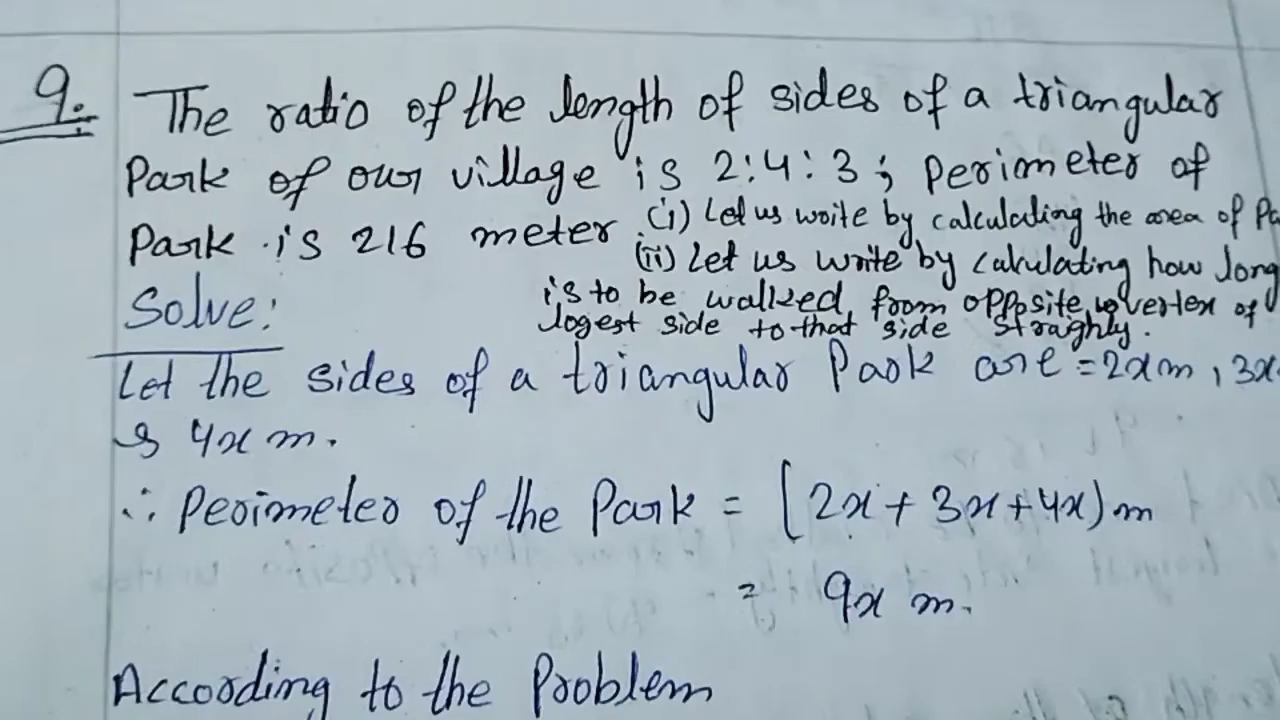 9. The ratio of the length of sides of a triangular
Park of our village is 2:4:3; Perimeter of
Park is 216 meter. (i) Let us write by calculating the area of Pa
(ii) Let us write by calculating how long
is to be walked from opposite vertex of
logest side to that side straghly.
Solve:
Let the sides of a triangular Park are = 2x m, 3x
& 4x m.
∴ Perimeter of the Park = (2x + 3x + 4x) m
= 9x m.
According to the Problem